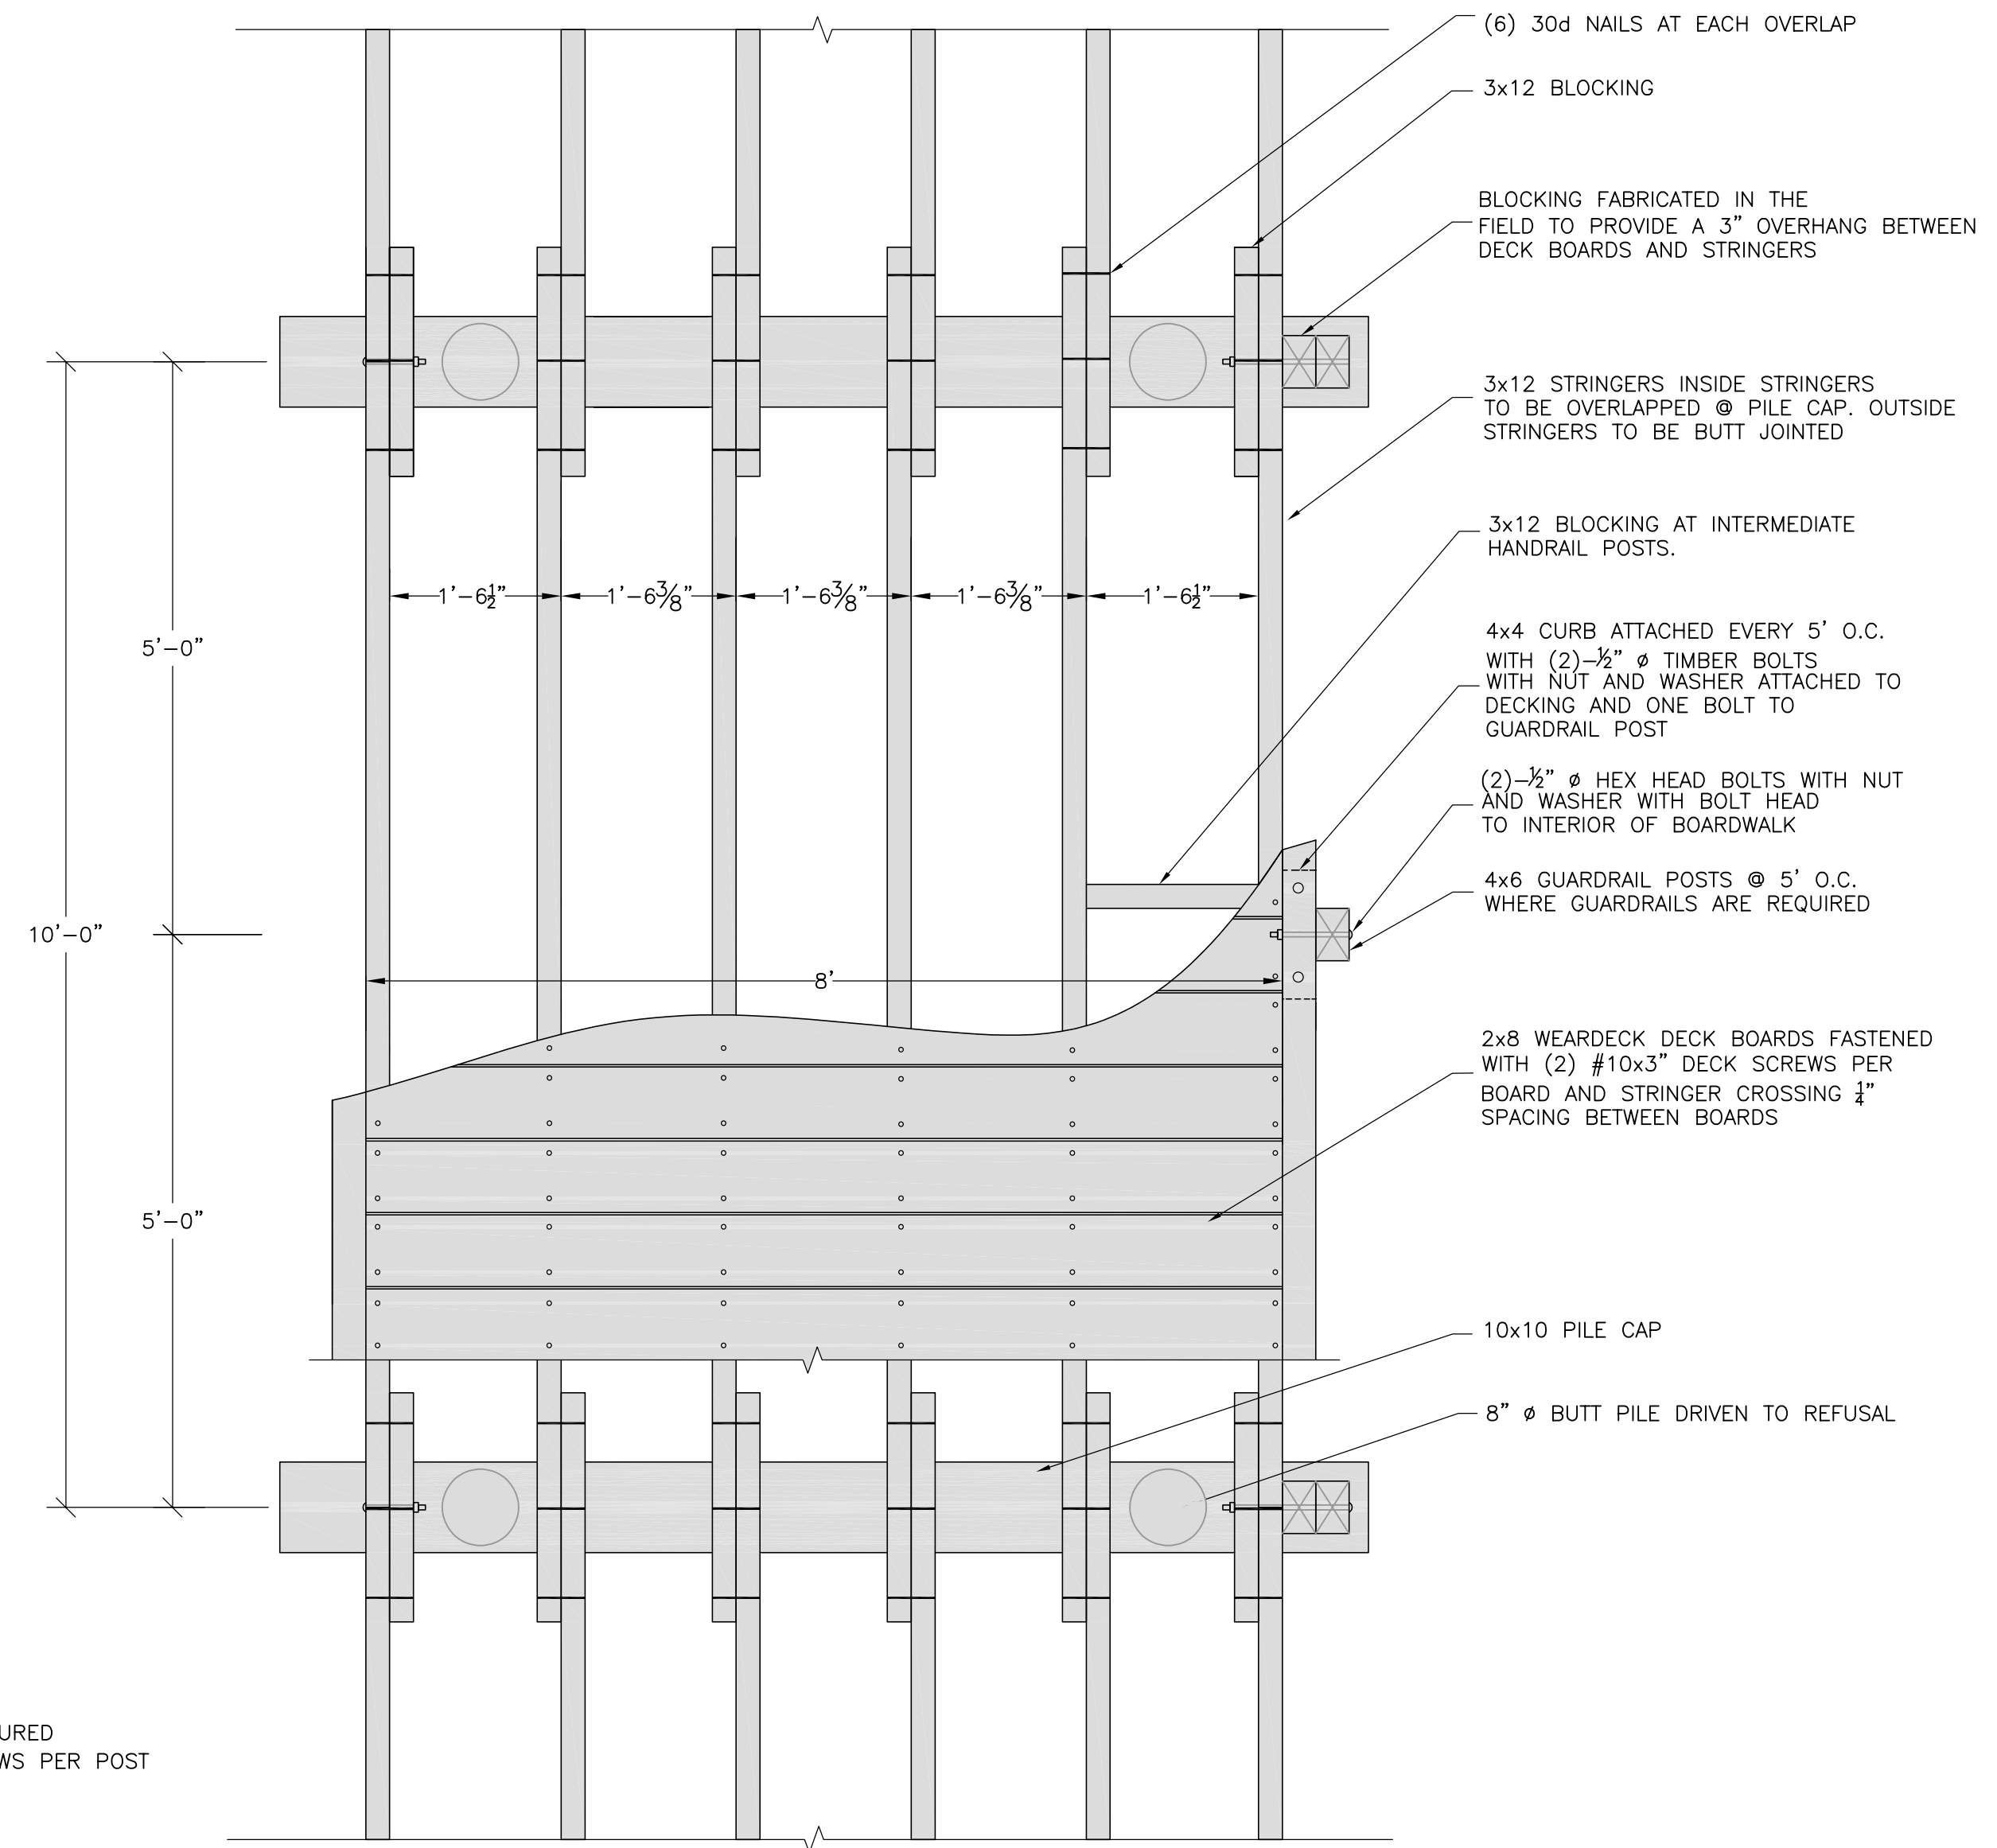 (6) 30d NAILS AT EACH OVERLAP
3x12 BLOCKING
BLOCKING FABRICATED IN THE
FIELD TO PROVIDE A 3” OVERHANG BETWEEN
DECK BOARDS AND STRINGERS
3x12 STRINGERS INSIDE STRINGERS
TO BE OVERLAPPED @ PILE CAP. OUTSIDE
STRINGERS TO BE BUTT JOINTED
3x12 BLOCKING AT INTERMEDIATE
HANDRAIL POSTS.
1'-6½” 1'-6⅜” 1'-6⅜” 1'-6⅜” 1'-6½”
5'-0”
4x4 CURB ATTACHED EVERY 5' O.C.
WITH (2)-½” ø TIMBER BOLTS
WITH NUT AND WASHER ATTACHED TO
DECKING AND ONE BOLT TO
GUARDRAIL POST
(2)-½” ø HEX HEAD BOLTS WITH NUT
AND WASHER WITH BOLT HEAD
TO INTERIOR OF BOARDWALK
4x6 GUARDRAIL POSTS @ 5' O.C.
WHERE GUARDRAILS ARE REQUIRED
10'-0”
8'
2x8 WEARDECK DECK BOARDS FASTENED
WITH (2) #10x3” DECK SCREWS PER
BOARD AND STRINGER CROSSING ¼”
SPACING BETWEEN BOARDS
5'-0”
10x10 PILE CAP
8” ø BUTT PILE DRIVEN TO REFUSAL
URED
WS PER POST